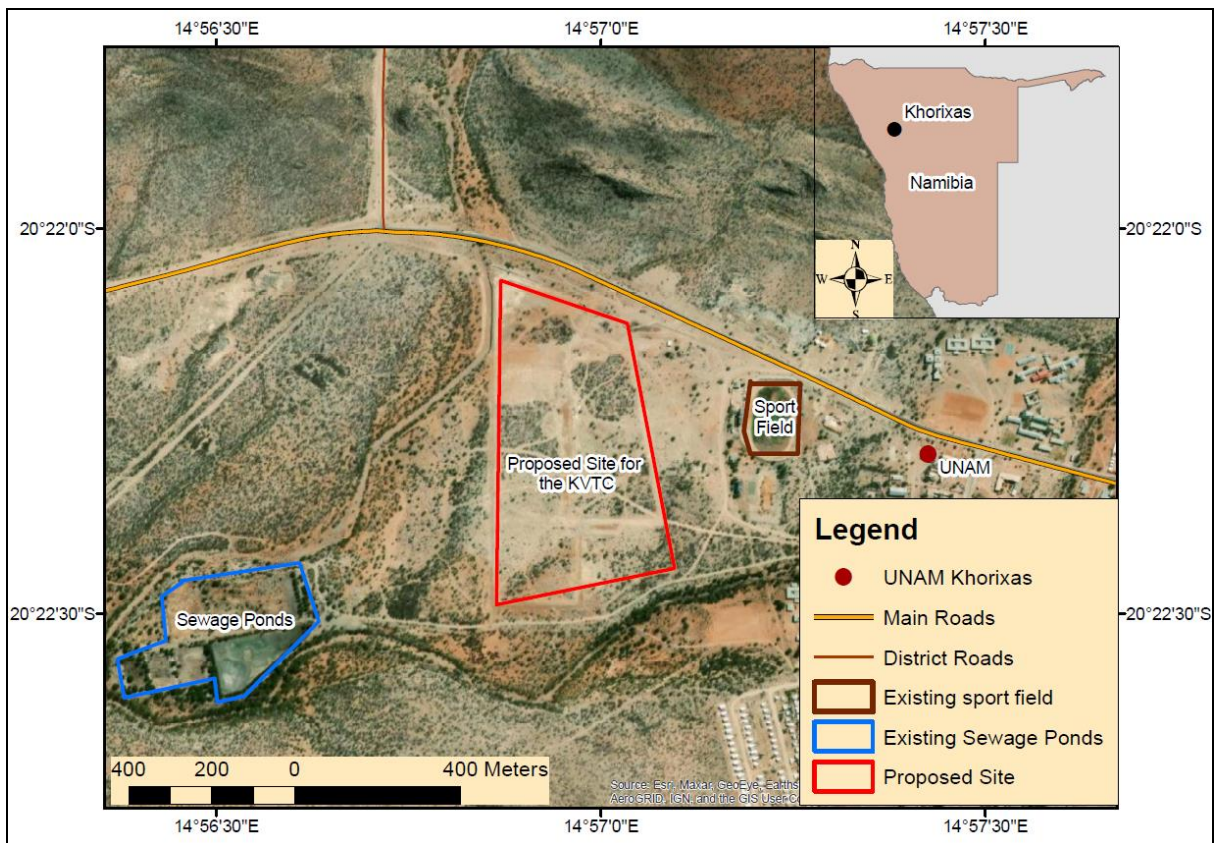 14°56'30"E
14°57'0"E
14°57'30"E
Khorixas
Namibia
20°22'0"S
20°22'0"S
N
W
E
S
Sport
Field
Proposed Site for
the KVTC
UNAM
Legend
UNAM Khorixas
Main Roads
District Roads
Existing sport field
Existing Sewage Ponds
Proposed Site
Sewage Ponds
20°22'30"S
20°22'30"S
400 200 0 400 Meters
Source: Esri, Maxar, GeoEye,
AeroGRID, IGN, and the GIS User
14°56'30"E
14°57'0"E
14°57'30"E